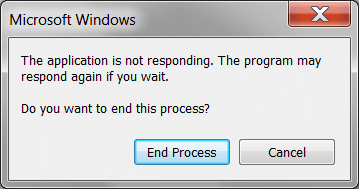 Microsoft Windows
The application is not responding. The program may
respond again if you wait.
Do you want to end this process?
End Process
Cancel